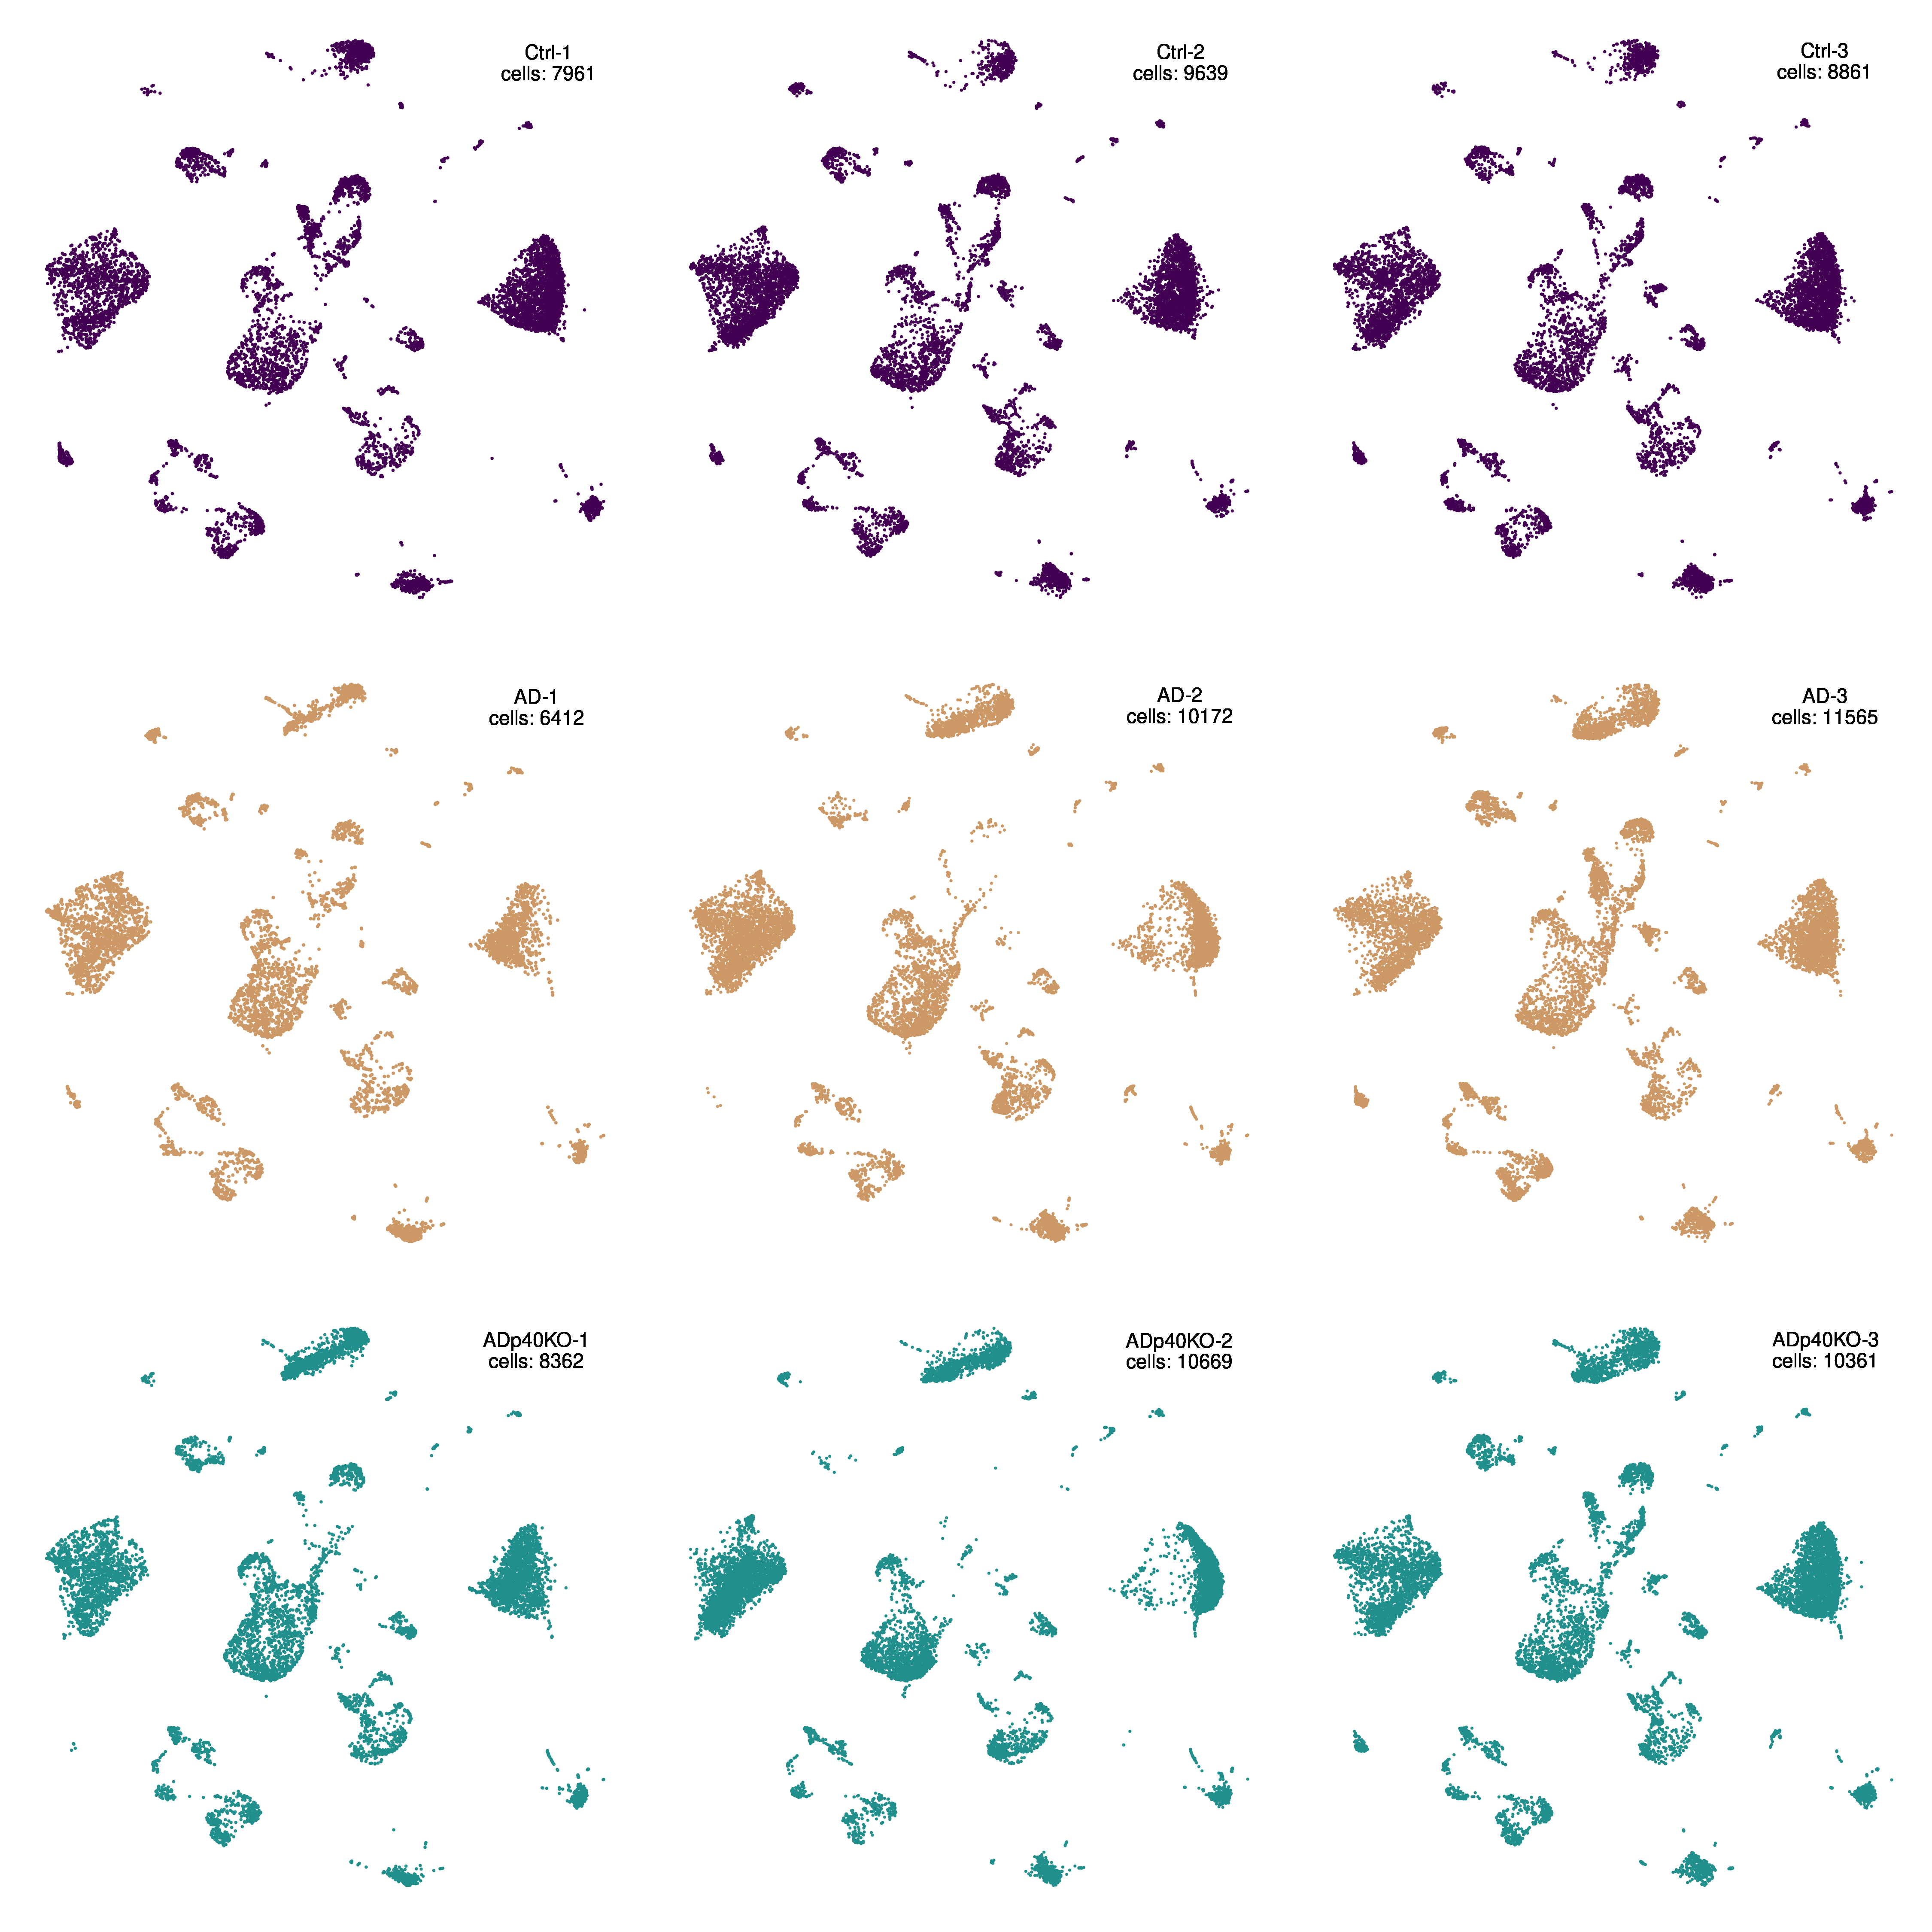 Ctrl-1
cells: 7961
Ctrl-2
cells: 9639
Ctrl-3
cells: 8861
AD-1
cells: 6412
AD-2
cells: 10172
AD-3
cells: 11565
ADp40KO-1
cells: 8362
ADp40KO-2
cells: 10669
ADp40KO-3
cells: 10361